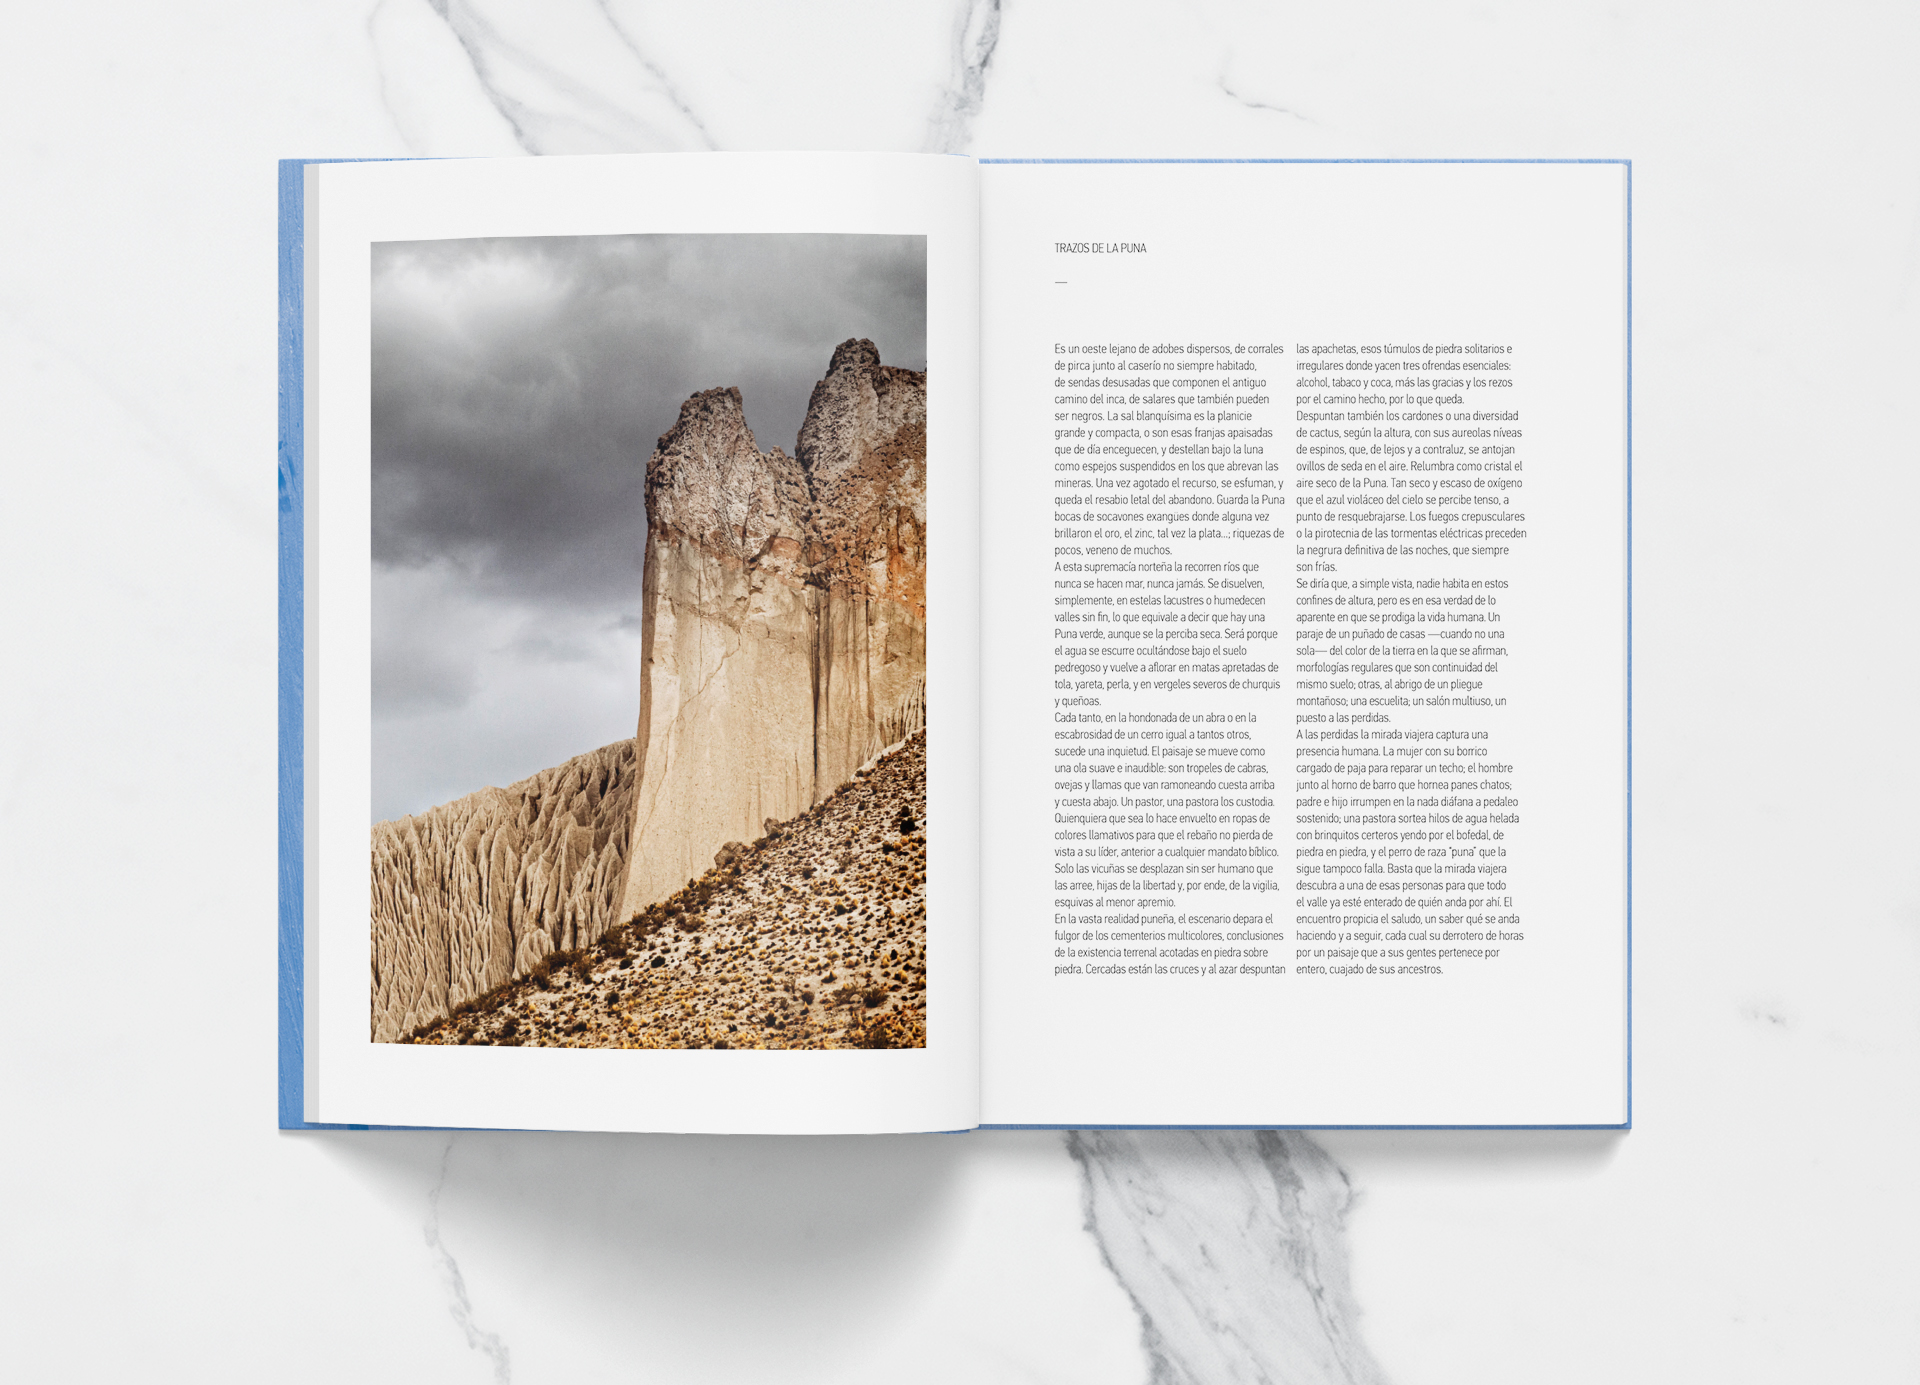 TRAZOS DE LA PUNA
—
Es un oeste lejano de adobes dispersos, de corrales
de pirca junto al caserío no siempre habitado,
de sendas desusadas que componen el antiguo
camino del inca, de salares que también pueden
ser negros. La sal blanquísima es la planicie
grande y compacta, o son esas franjas apaisadas
que de día enceguecen, y destellan bajo la luna
como espejos suspendidos en los que abrevan las
mineras. Una vez agotado el recurso, se esfuman, y
queda el resabio letal del abandono. Guarda la Puna
bocas de socavones exangües donde alguna vez
brillaron el oro, el zinc, tal vez la plata...; riquezas de
pocos, veneno de muchos.
A esta supremacía norteña la recorren ríos que
nunca se hacen mar, nunca jamás. Se disuelven,
simplemente, en estelas lacustres o humedecen
valles sin fin, lo que equivale a decir que hay una
Puna verde, aunque se la perciba seca. Será porque
el agua se escurre ocultándose bajo el suelo
pedregoso y vuelve a aflorar en matas apretadas de
tola, yareta, perla, y en vergeles severos de churquis
y queñoas.
Cada tanto, en la hondonada de un abra o en la
escabrosidad de un cerro igual a tantos otros,
sucede una inquietud. El paisaje se mueve como
una ola suave e inaudible: son tropeles de cabras,
ovejas y llamas que van ramoneando cuesta arriba
y cuesta abajo. Un pastor, una pastora los custodia.
Quienquiera que sea lo hace envuelto en ropas de
colores llamativos para que el rebaño no pierda de
vista a su líder, anterior a cualquier mandato bíblico.
Solo las vicuñas se desplazan sin ser humano que
las arree, hijas de la libertad y, por ende, de la vigilia,
esquivas al menor apremio.
En la vasta realidad puneña, el escenario depara el
fulgor de los cementerios multicolores, conclusiones
de la existencia terrenal acotadas en piedra sobre
piedra. Cercadas están las cruces y al azar despuntan
las apachetas, esos túmulos de piedra solitarios e
irregulares donde yacen tres ofrendas esenciales:
alcohol, tabaco y coca, más las gracias y los rezos
por el camino hecho, por lo que queda.
Despuntan también los cardones o una diversidad
de cactus, según la altura, con sus aureolas níveas
de espinos, que, de lejos y a contraluz, se antojan
ovillos de seda en el aire. Relumbra como cristal el
aire seco de la Puna. Tan seco y escaso de oxígeno
que el azul violáceo del cielo se percibe tenso, a
punto de resquebrajarse. Los fuegos crepusculares
o la pirotecnia de las tormentas eléctricas preceden
la negrura definitiva de las noches, que siempre
son frías.
Se diría que, a simple vista, nadie habita en estos
confines de altura, pero es en esa verdad de lo
aparente en que se prodiga la vida humana. Un
paraje de un puñado de casas —cuando no una
sola— del color de la tierra en la que se afirman,
morfologías regulares que son continuidad del
mismo suelo; otras, al abrigo de un pliegue
montañoso; una escuelita; un salón multiuso, un
puesto a las perdidas.
A las perdidas la mirada viajera captura una
presencia humana. La mujer con su borrico
cargado de paja para reparar un techo; el hombre
junto al horno de barro que hornea panes chatos;
padre e hijo irrumpen en la nada diáfana a pedaleo
sostenido; una pastora sortea hilos de agua helada
con brinquitos certeros yendo por el bofedal, de
piedra en piedra, y el perro de raza "puna" que la
sigue tampoco falla. Basta que la mirada viajera
descubra a una de esas personas para que todo
el valle ya esté enterado de quién anda por ahí. El
encuentro propicia el saludo, un saber qué se anda
haciendo y a seguir, cada cual su derrotero de horas
por un paisaje que a sus gentes pertenece por
entero, cuajado de sus ancestros.